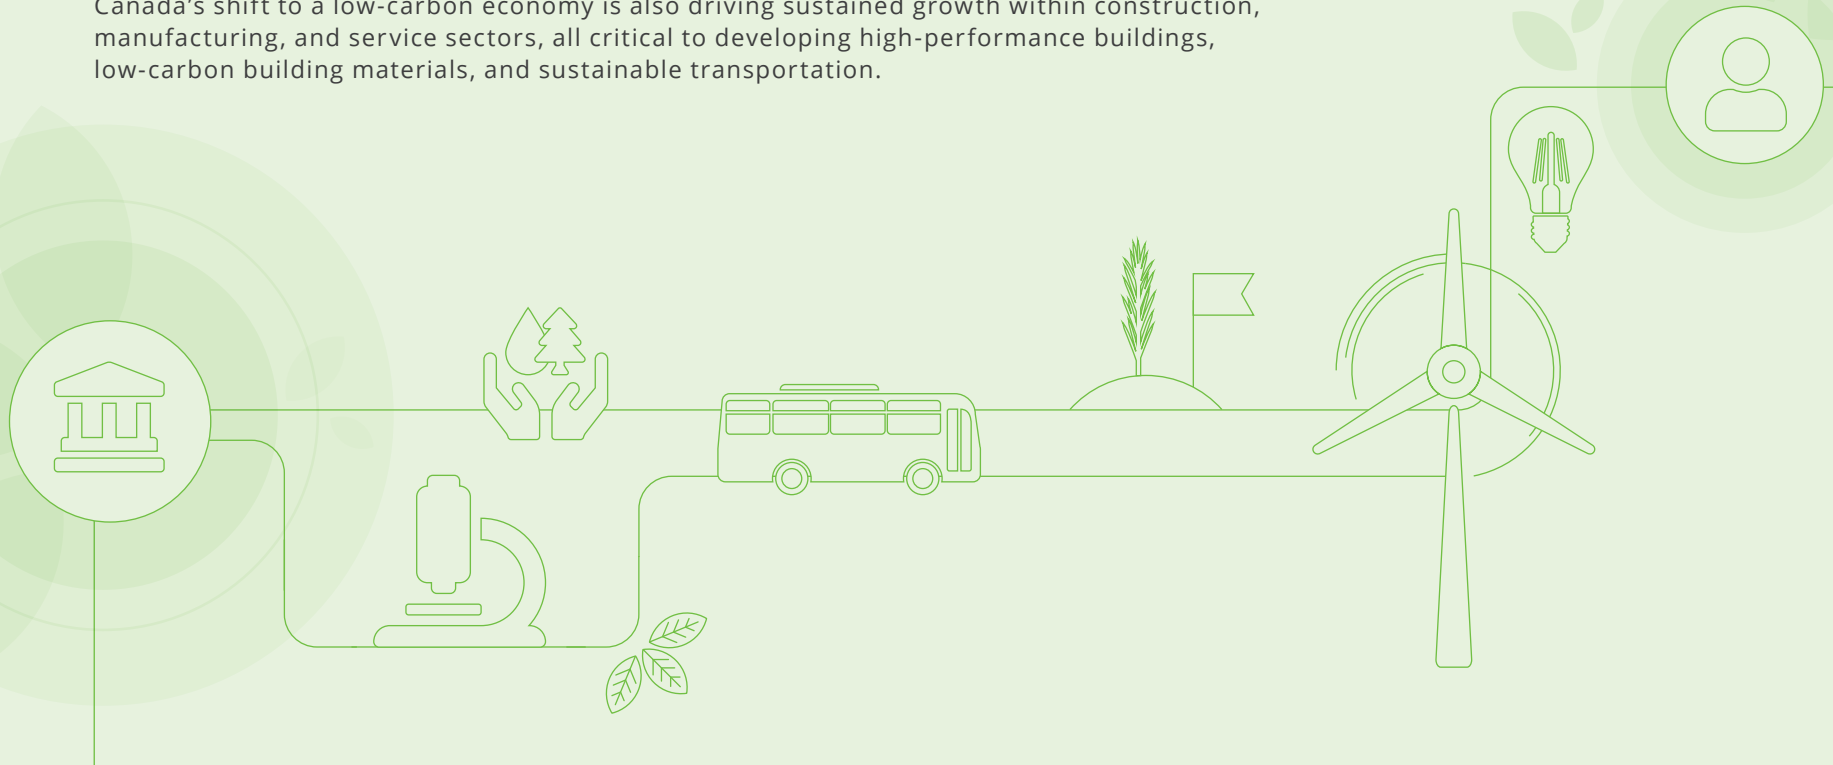 Canada’s shift to a low-carbon economy is also driving sustained growth within construction,
manufacturing, and service sectors, all critical to developing high-performance buildings,
low-carbon building materials, and sustainable transportation.